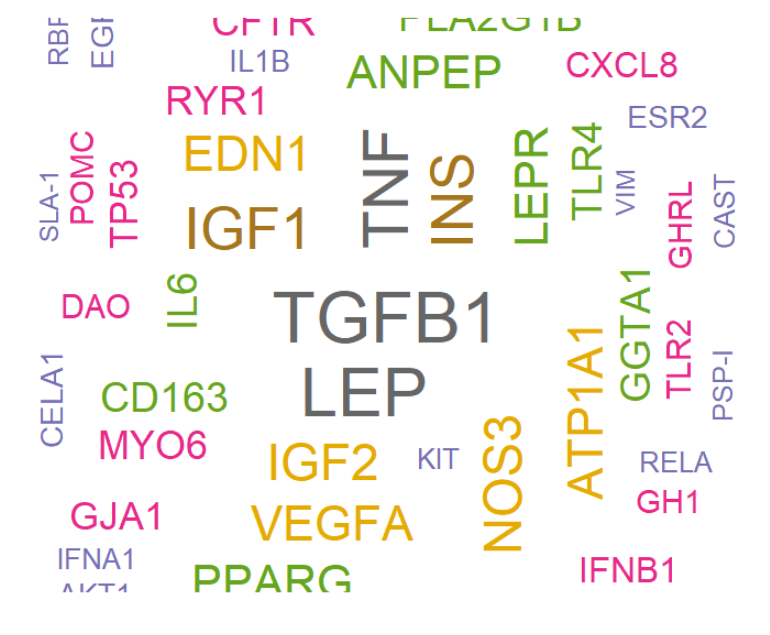 CFTR
PLA2G1B
RBP
IL1B
ANPEP
CXCL8
RYR1
ESR2
EDN1
TNF
INS
LEPR
TLR4
VIM
SLA-1
POMC
TP53
IGF1
GHRL
CAST
DAO
IL6
TGFB1
GGTA1
TLR2
PSP-I
CELA1
CD163
LEP
ATP1A1
MYO6
IGF2
KIT
NOS3
RELA
GH1
GJA1
VEGFA
IFNA1
IFNB1
AKT1
PPARG